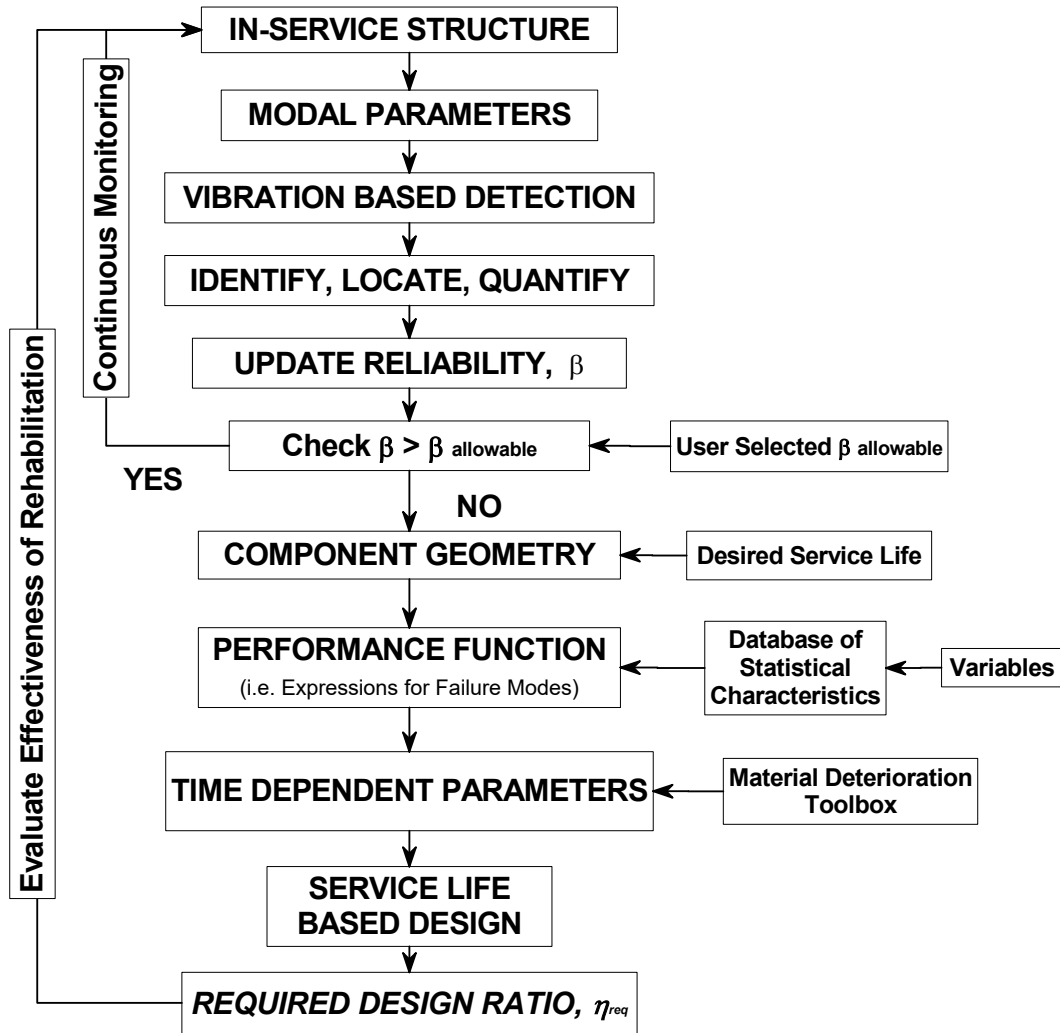 IN-SERVICE STRUCTURE
MODAL PARAMETERS
VIBRATION BASED DETECTION
IDENTIFY, LOCATE, QUANTIFY
UPDATE RELIABILITY, β
Check β > β allowable
User Selected β allowable
YES
NO
Continuous Monitoring
Evaluate Effectiveness of Rehabilitation
COMPONENT GEOMETRY
Desired Service Life
PERFORMANCE FUNCTION
(i.e. Expressions for Failure Modes)
Database of
Statistical
Characteristics
Variables
TIME DEPENDENT PARAMETERS
Material Deterioration
Toolbox
SERVICE LIFE
BASED DESIGN
REQUIRED DESIGN RATIO, ηreq